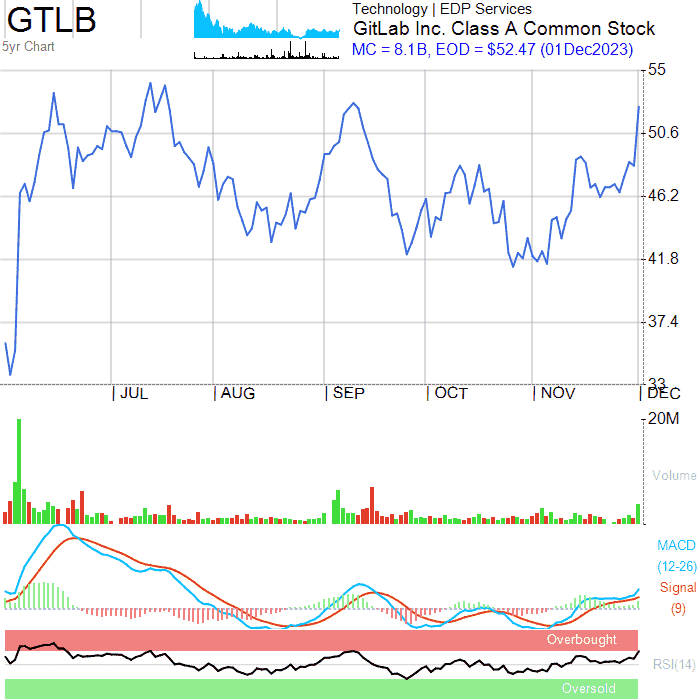 GTLB
5yr Chart
Technology | EDP Services
GitLab Inc. Class A Common Stock
MC = 8.1B, EOD = $52.47 (01Dec2023)
55
50.6
46.2
41.8
37.4
33
JUL
AUG
SEP
OCT
NOV
DEC
20M
Volume
MACD
(12-26)
Signal
(9)
Overbought
RSI(14)
Oversold